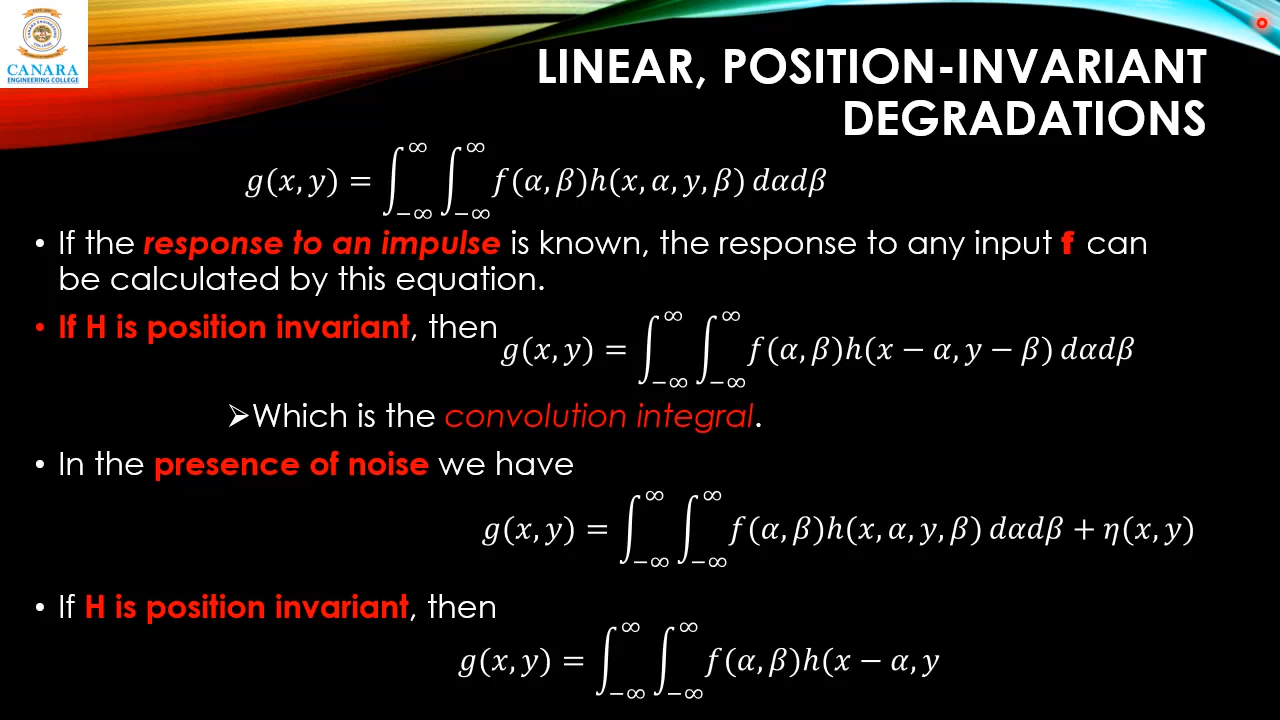 CANARA
ENGINEERING COLLEGE
LINEAR, POSITION-INVARIANT
DEGRADATIONS
g(x, y) = ∫_{−∞}^{∞} ∫_{−∞}^{∞} f(α, β)h(x, α, y, β) dαdβ
• If the response to an impulse is known, the response to any input f can
be calculated by this equation.
• If H is position invariant, then
g(x, y) = ∫_{−∞}^{∞} ∫_{−∞}^{∞} f(α, β)h(x − α, y − β) dαdβ
➢Which is the convolution integral.
• In the presence of noise we have
g(x, y) = ∫_{−∞}^{∞} ∫_{−∞}^{∞} f(α, β)h(x, α, y, β) dαdβ + η(x, y)
• If H is position invariant, then
g(x, y) = ∫_{−∞}^{∞} ∫_{−∞}^{∞} f(α, β)h(x − α, y